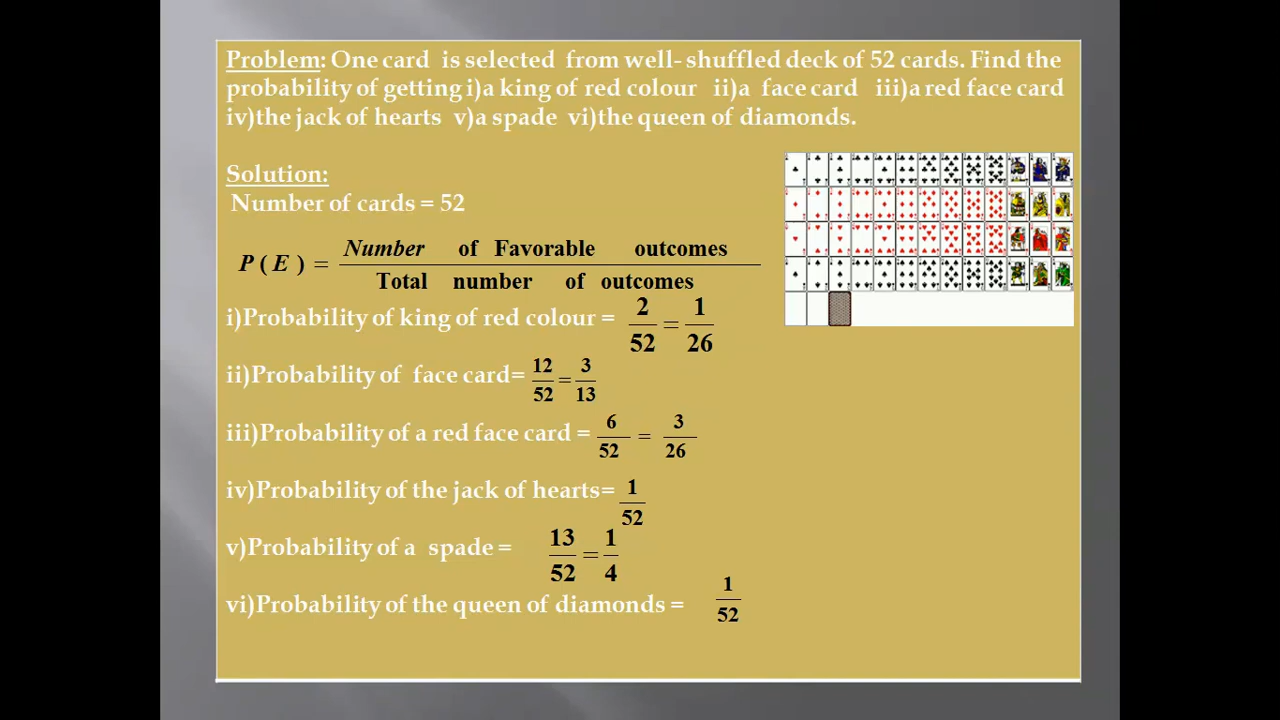 Problem: One card is selected from well- shuffled deck of 52 cards. Find the
probability of getting i)a king of red colour ii)a face card iii)a red face card
iv)the jack of hearts v)a spade vi)the queen of diamonds.
Solution:
Number of cards = 52
P ( E ) = Number of Favorable outcomes / Total number of outcomes
i)Probability of king of red colour = 2/52 = 1/26
ii)Probability of face card= 12/52 = 3/13
iii)Probability of a red face card = 6/52 = 3/26
iv)Probability of the jack of hearts= 1/52
v)Probability of a spade = 13/52 = 1/4
vi)Probability of the queen of diamonds = 1/52